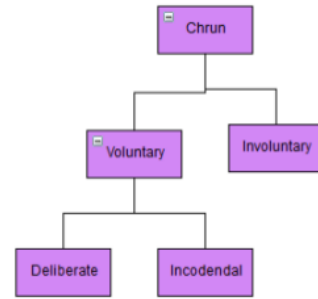 Chrun
Voluntary
Involuntary
Deliberate
Incodendal